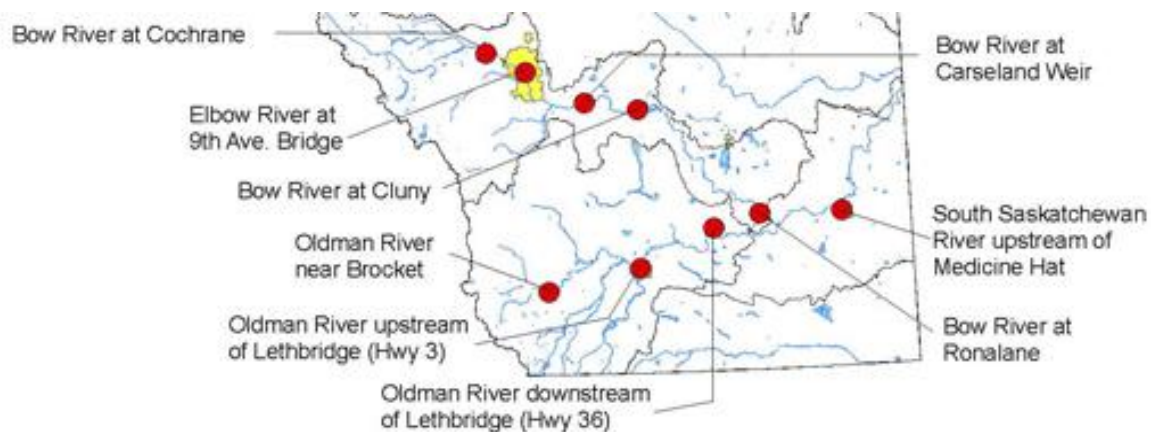 Bow River at Cochrane
Bow River at
Carseland Weir
Elbow River at
9th Ave. Bridge
Bow River at Cluny
South Saskatchewan
River upstream of
Medicine Hat
Oldman River
near Brocket
Oldman River upstream
of Lethbridge (Hwy 3)
Bow River at
Ronalane
Oldman River downstream
of Lethbridge (Hwy 36)